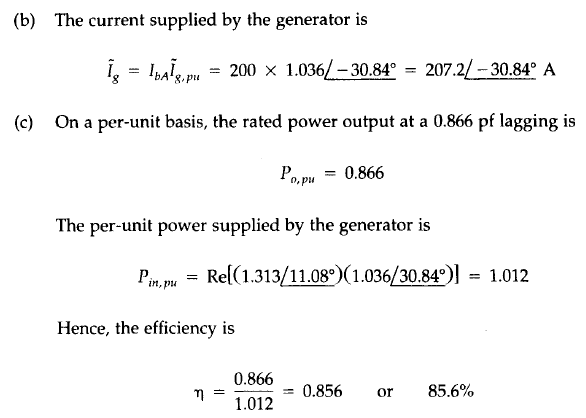 (b) The current supplied by the generator is
Ĩg = IbA Ĩg,pu = 200 × 1.036/−30.84° = 207.2/−30.84° A
(c) On a per-unit basis, the rated power output at a 0.866 pf lagging is
Po,pu = 0.866
The per-unit power supplied by the generator is
Pin,pu = Re[(1.313/11.08°)(1.036/30.84°)] = 1.012
Hence, the efficiency is
η = 0.866/1.012 = 0.856 or 85.6%